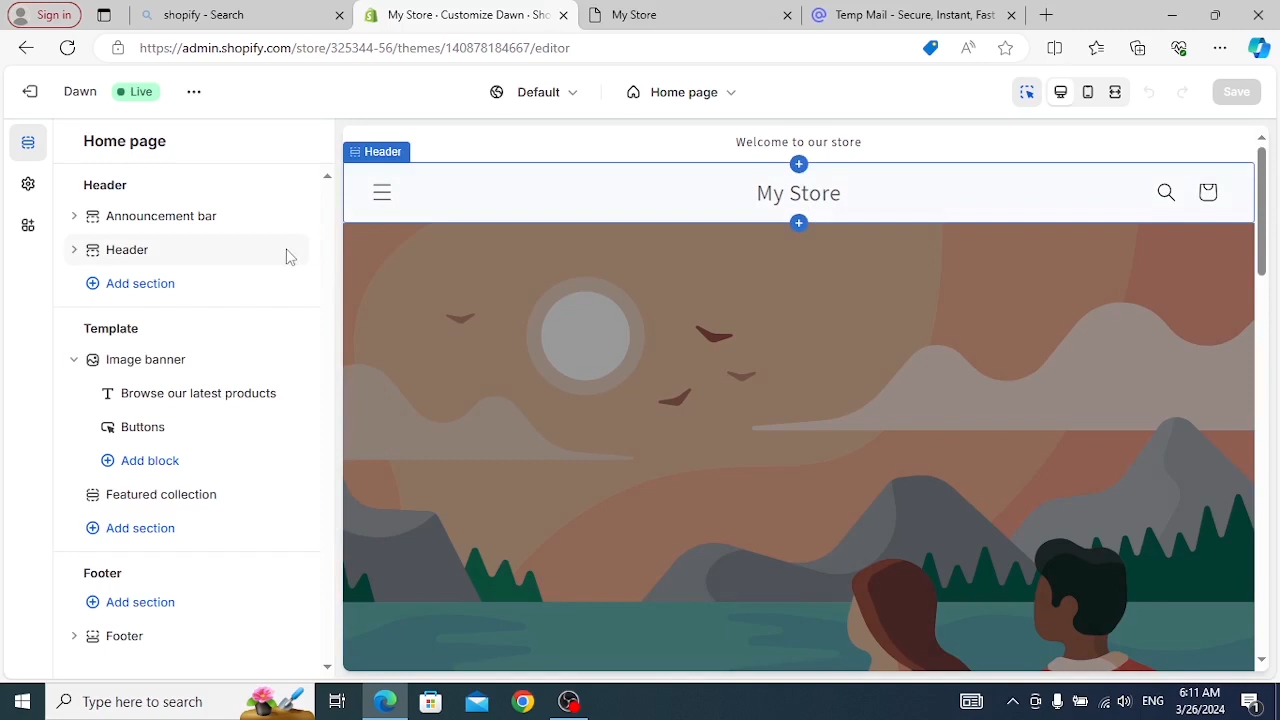 Sign in
shopify - Search
My Store · Customize Dawn · Sho
My Store
Temp Mail - Secure, Instant, Fast
https://admin.shopify.com/store/325344-56/themes/140878184667/editor
Dawn
Live
Default
Home page
Save
Home page
Header
Announcement bar
Header
Add section
Template
Image banner
Browse our latest products
Buttons
Add block
Featured collection
Add section
Footer
Add section
Footer
Welcome to our store
Header
My Store
Type here to search
ENG
6:11 AM
3/26/2024
1